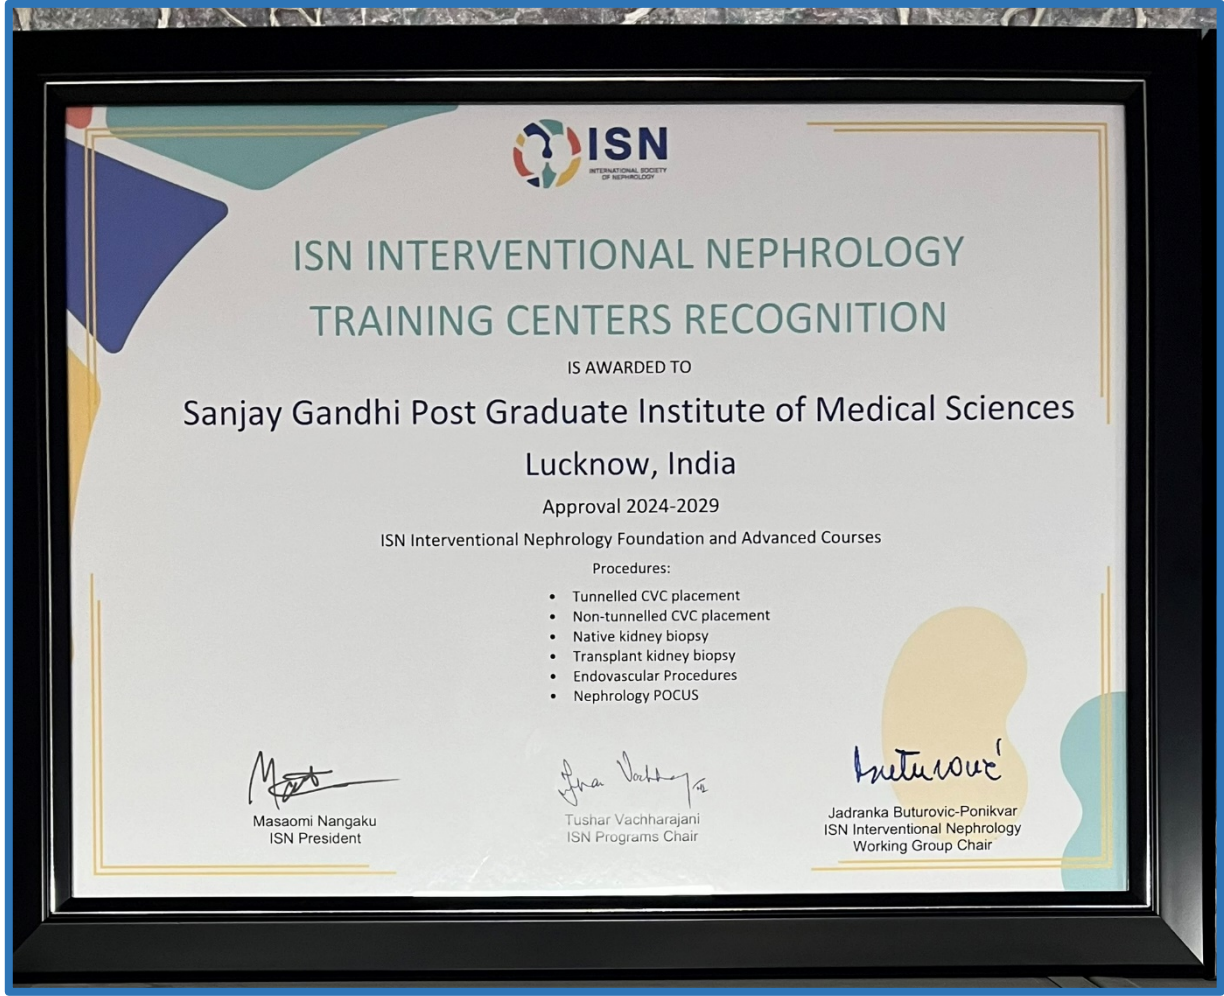 ISN
INTERNATIONAL SOCIETY
OF NEPHROLOGY
ISN INTERVENTIONAL NEPHROLOGY
TRAINING CENTERS RECOGNITION
IS AWARDED TO
Sanjay Gandhi Post Graduate Institute of Medical Sciences
Lucknow, India
Approval 2024-2029
ISN Interventional Nephrology Foundation and Advanced Courses
Procedures:
• Tunnelled CVC placement
• Non-tunnelled CVC placement
• Native kidney biopsy
• Transplant kidney biopsy
• Endovascular Procedures
• Nephrology POCUS
Masaomi Nangaku
ISN President
Tushar Vachharajani
ISN Programs Chair
Jadranka Buturovic-Ponikvar
ISN Interventional Nephrology
Working Group Chair